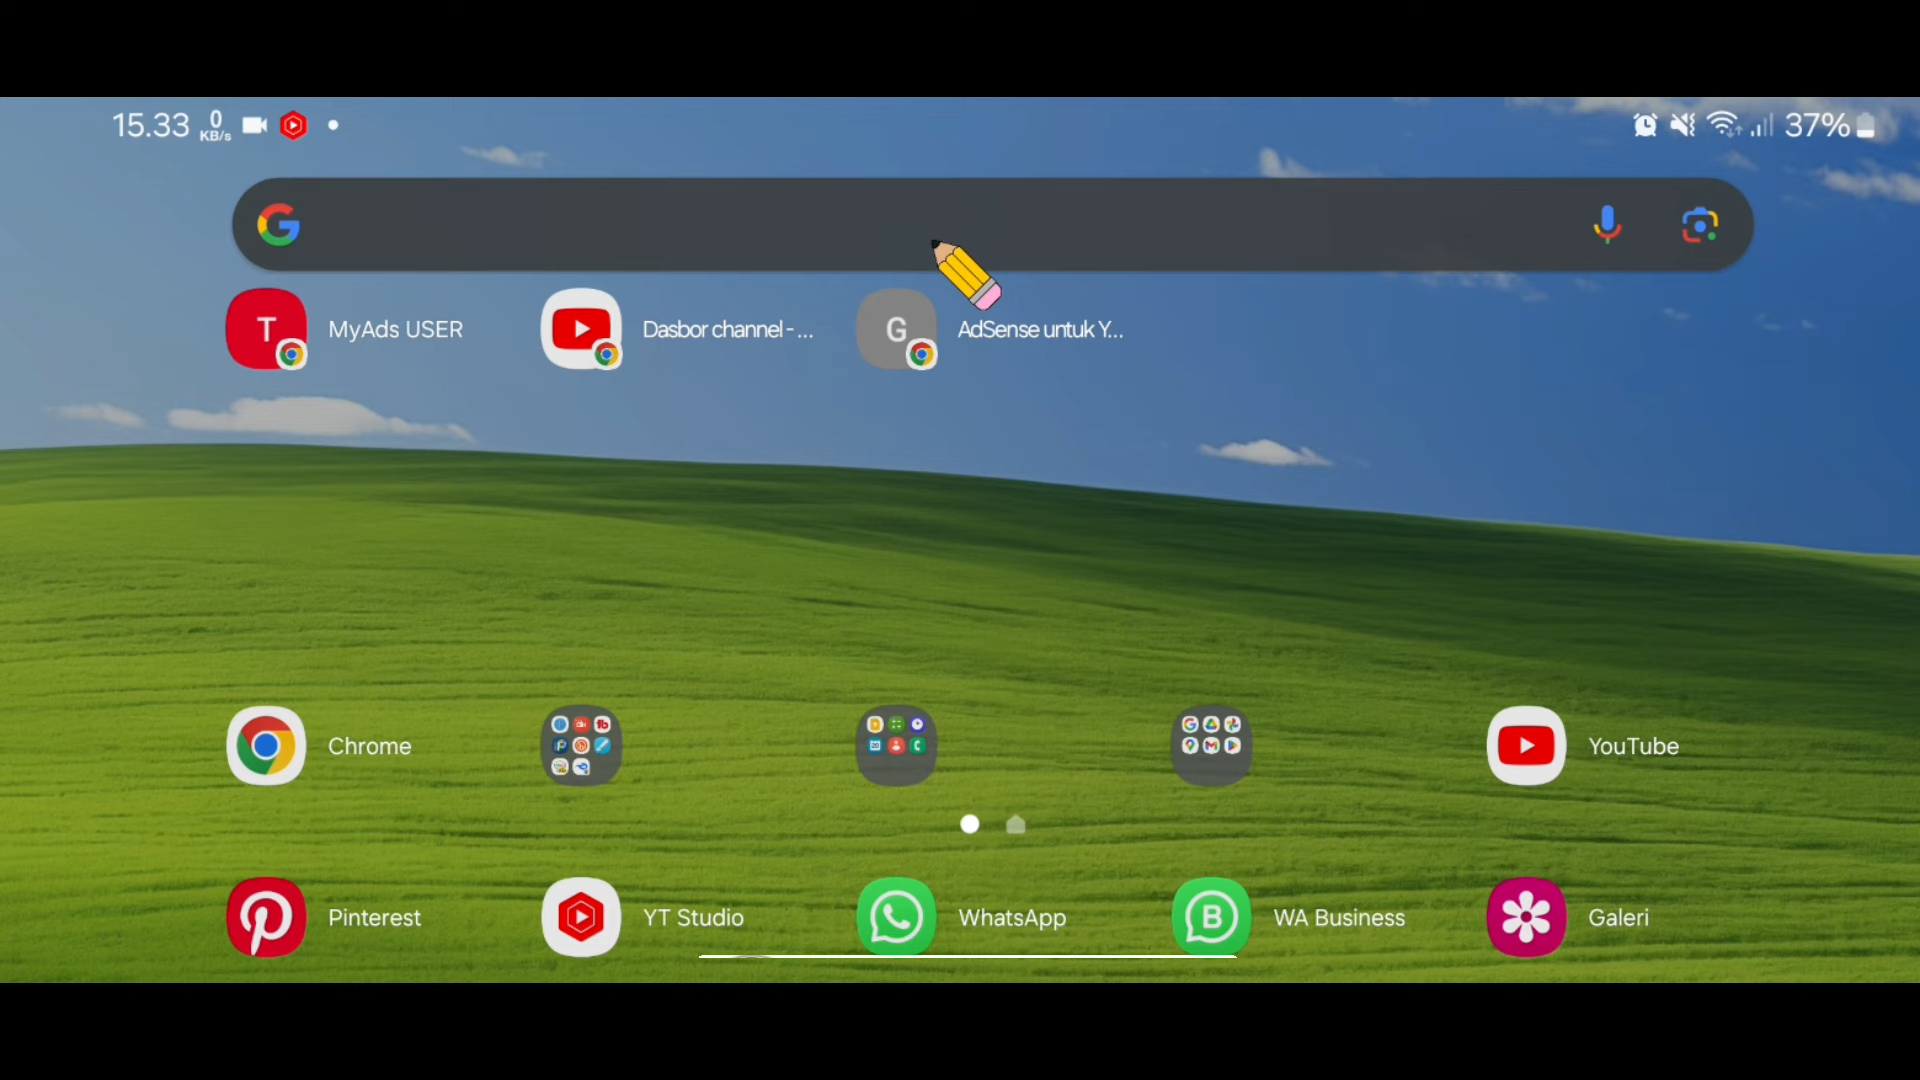 15.33 0 KB/s 37%
MyAds USER Dasbor channel - ... AdSense untuk Y...
Chrome YouTube
Pinterest YT Studio WhatsApp WA Business Galeri